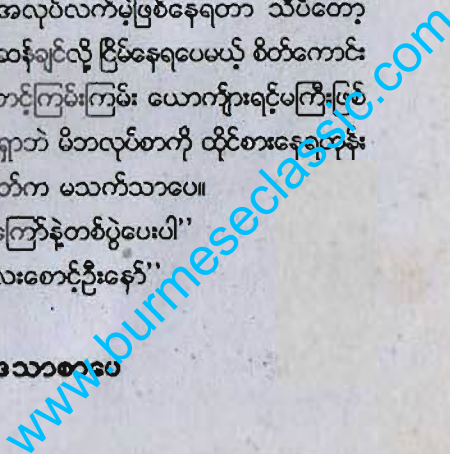 အလုပ်လက်မဲ့ဖြစ်နေရတာ သိပ်တော့
ဆန်ချင်လို့ ငြိမ်နေရပေမယ့် စိတ်ကောင်း
တင့်ကြမ်းကြမ်း ယောက်ျားရင့်မကြီးဖြစ်
ရှာဘဲ မိဘလုပ်စာကို ထိုင်စားနေရတုန်း
တ်က မသက်သာပေ။
ကြော်နဲ့တစ်ပွဲပေးပါ''
လးစောင့်ဦးနော်''
ဒသာစာပေ
www.burmeseclassic.com